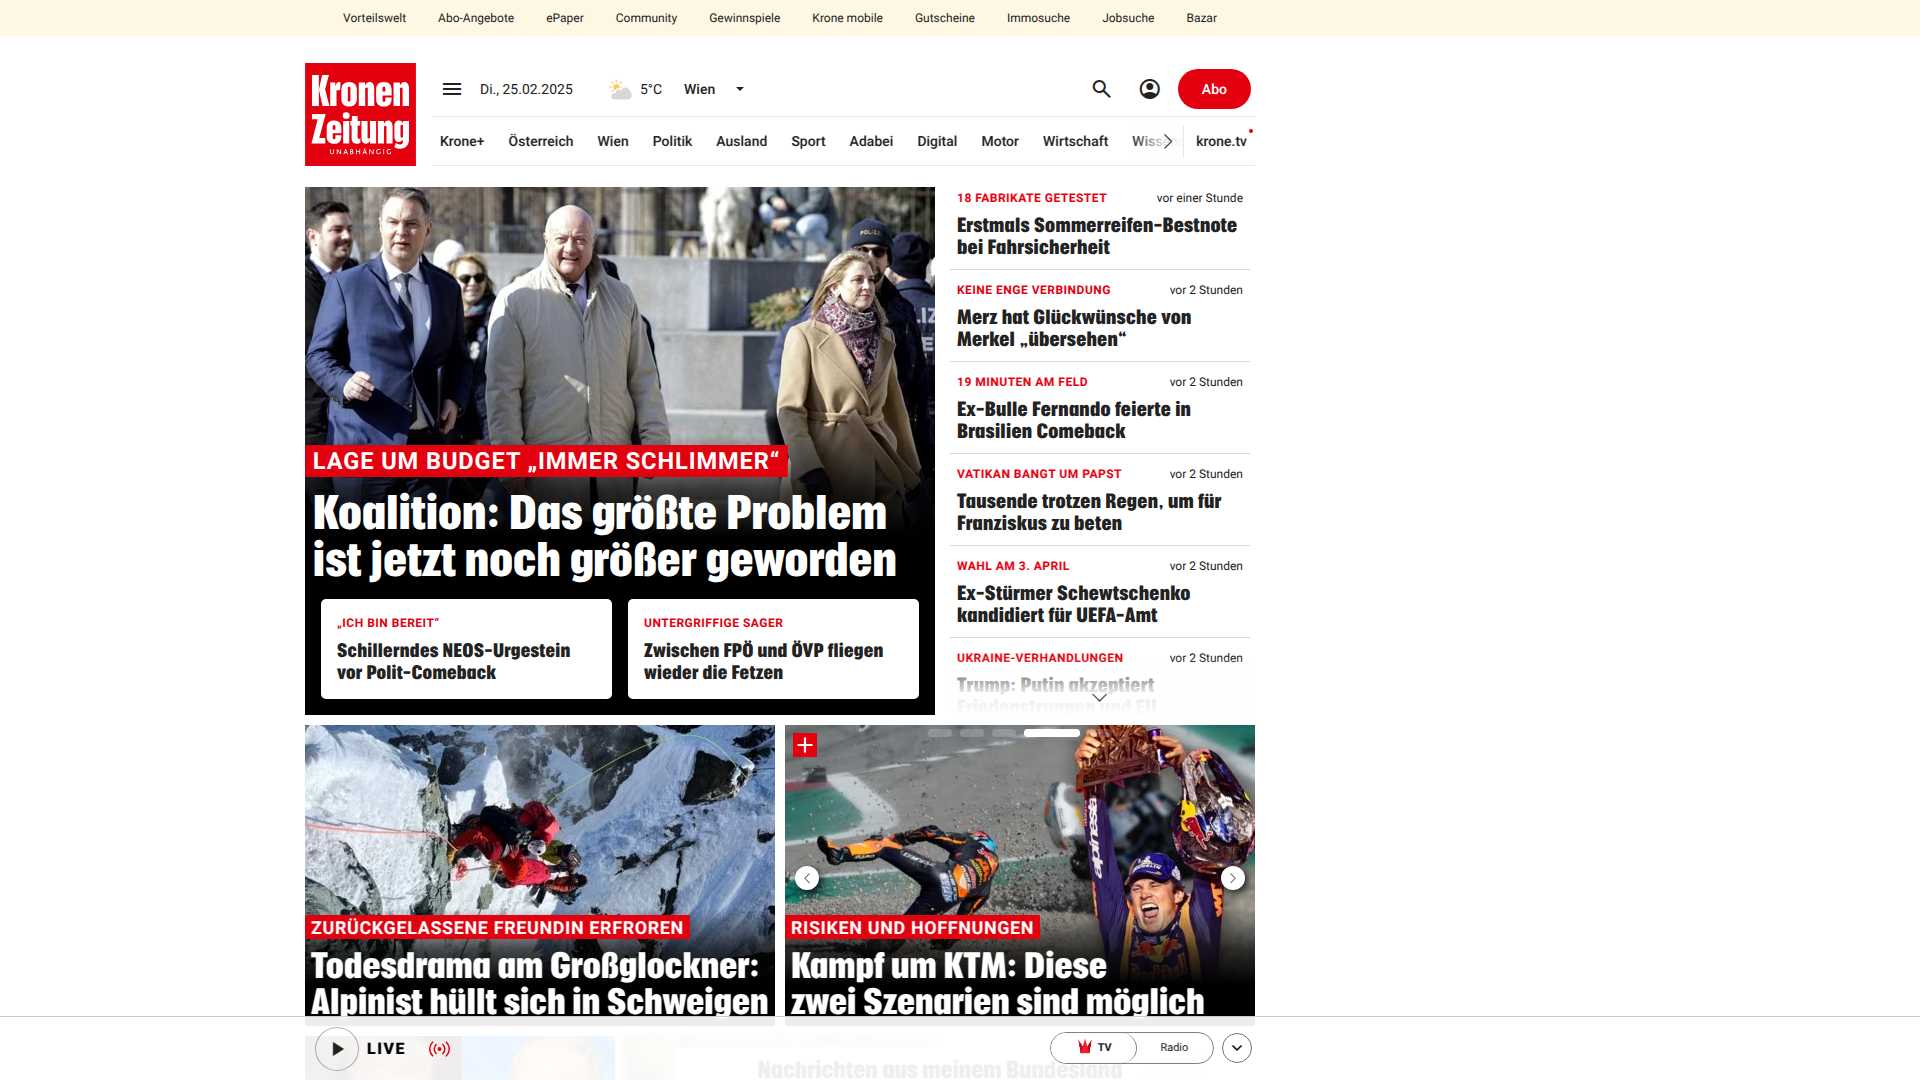 Vorteilswelt Abo-Angebote ePaper Community Gewinnspiele Krone mobile Gutscheine Immosuche Jobsuche Bazar
Kronen
Zeitung
UNABHÄNGIG
Di., 25.02.2025 5°C Wien Abo
Krone+ Österreich Wien Politik Ausland Sport Adabei Digital Motor Wirtschaft krone.tv
POLICE
LAGE UM BUDGET „IMMER SCHLIMMER“
Koalition: Das größte Problem
ist jetzt noch größer geworden
„ICH BIN BEREIT“
Schillerndes NEOS-Urgestein
vor Polit-Comeback
UNTERGRIFFIGE SAGER
Zwischen FPÖ und ÖVP fliegen
wieder die Fetzen
18 FABRIKATE GETESTET vor einer Stunde
Erstmals Sommerreifen-Bestnote
bei Fahrsicherheit
KEINE ENGE VERBINDUNG vor 2 Stunden
Merz hat Glückwünsche von
Merkel „übersehen“
19 MINUTEN AM FELD vor 2 Stunden
Ex-Bulle Fernando feierte in
Brasilien Comeback
VATIKAN BANGT UM PAPST vor 2 Stunden
Tausende trotzen Regen, um für
Franziskus zu beten
WAHL AM 3. APRIL vor 2 Stunden
Ex-Stürmer Schewtschenko
kandidiert für UEFA-Amt
UKRAINE-VERHANDLUNGEN vor 2 Stunden
Trump: Putin akzeptiert
Friedenstruppen und EU
ZURÜCKGELASSENE FREUNDIN ERFROREN
Todesdrama am Großglockner:
Alpinist hüllt sich in Schweigen
alpinestars
RISIKEN UND HOFFNUNGEN
Kampf um KTM: Diese
zwei Szenarien sind möglich
LIVE
TV Radio
Nachrichten aus meinem Bundesland